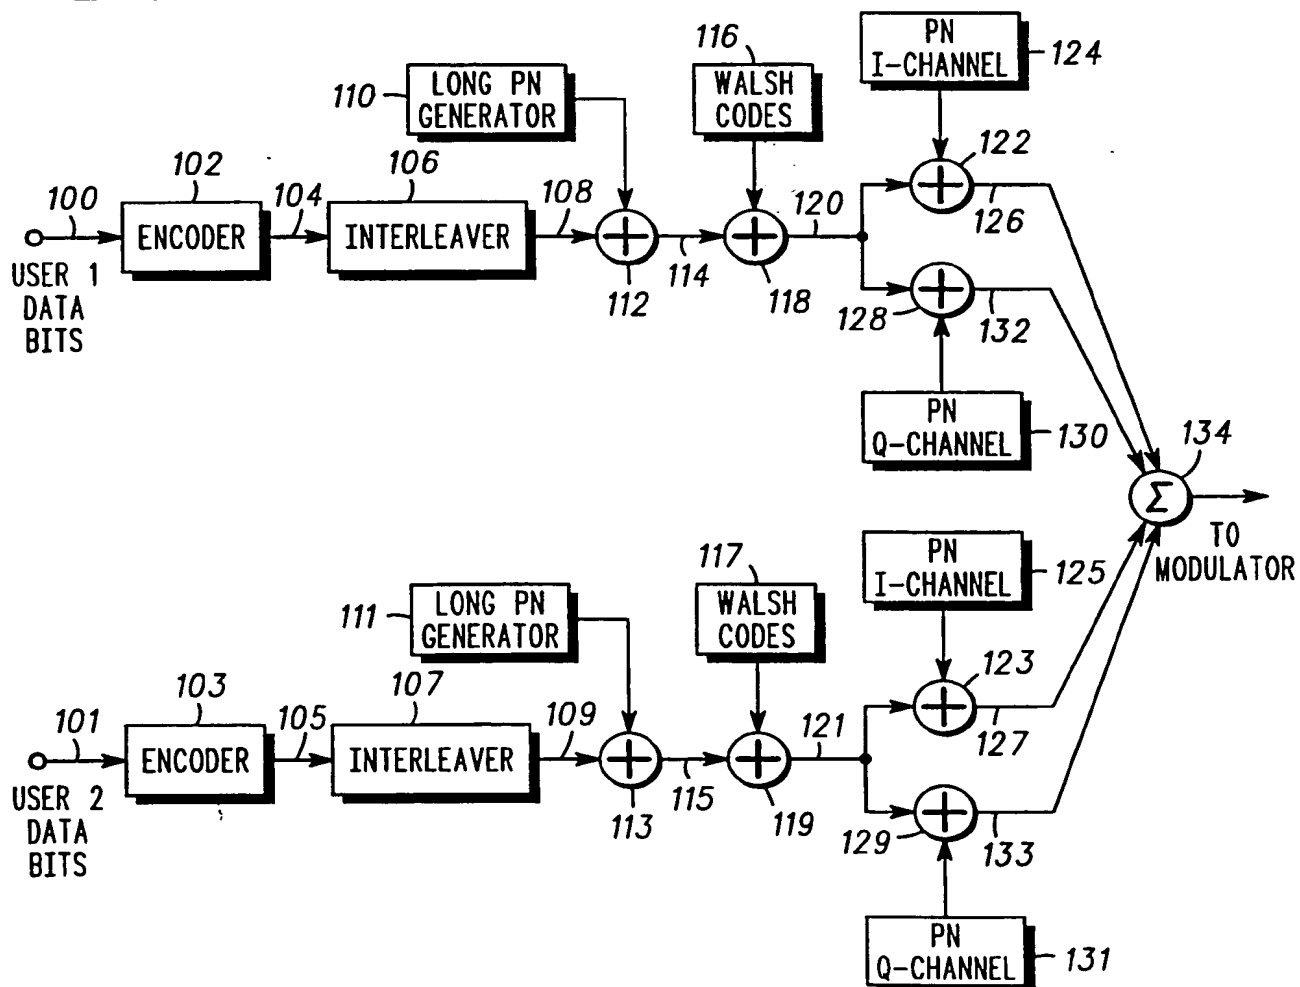 PN
I-CHANNEL
124
116
LONG PN
GENERATOR
110
WALSH
CODES
122
102
106
100
104
108
120
126
ENCODER
INTERLEAVER
USER 1
DATA
BITS
112
114
118
128
132
PN
Q-CHANNEL
130
134
Σ
TO
MODULATOR
PN
I-CHANNEL
125
117
LONG PN
GENERATOR
111
WALSH
CODES
123
103
107
101
105
109
121
127
ENCODER
INTERLEAVER
USER 2
DATA
BITS
113
115
119
129
133
PN
Q-CHANNEL
131